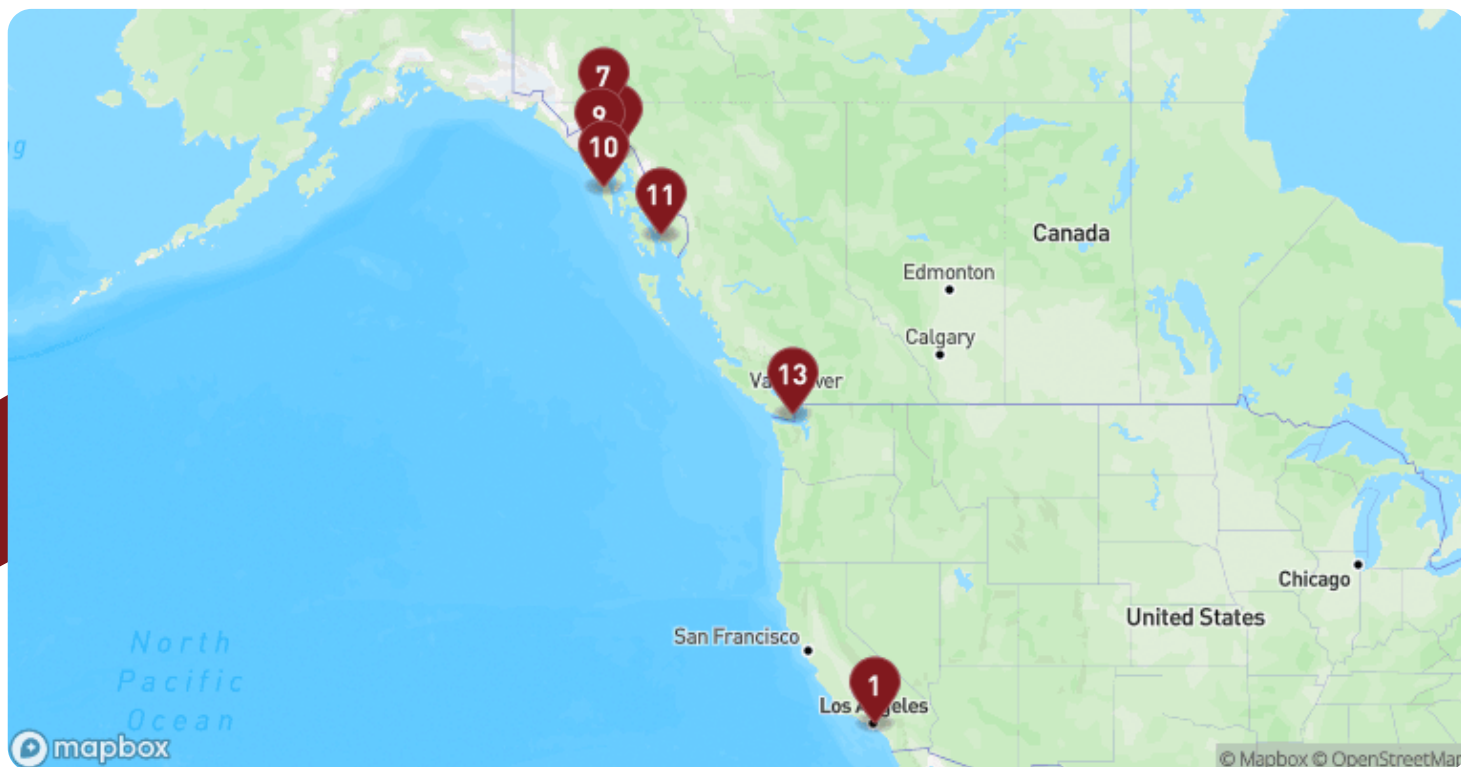 7
9
10
g
11
Canada
Edmonton
Calgary
13
Chicago
United States
San Francisco
North
Pacific
Ocean
1
mapbox
© Mapbox © OpenStreetMap